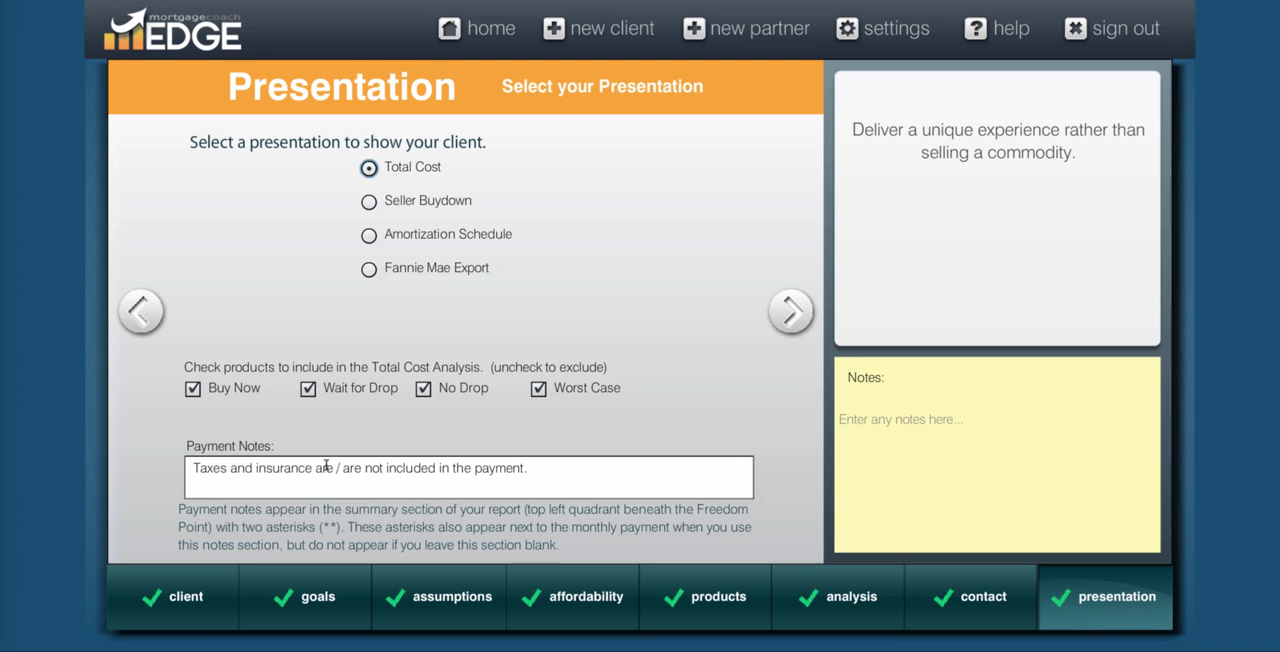 mortgagecoach
EDGE
home
new client
new partner
settings
? help
sign out
Presentation
Select your Presentation
Select a presentation to show your client.
Total Cost
Seller Buydown
Amortization Schedule
Fannie Mae Export
Check products to include in the Total Cost Analysis. (uncheck to exclude)
Buy Now
Wait for Drop
No Drop
Worst Case
Payment Notes:
Taxes and insurance are / are not included in the payment.
Payment notes appear in the summary section of your report (top left quadrant beneath the Freedom
Point) with two asterisks (**). These asterisks also appear next to the monthly payment when you use
this notes section, but do not appear if you leave this section blank.
Deliver a unique experience rather than
selling a commodity.
Notes:
Enter any notes here...
client
goals
assumptions
affordability
products
analysis
contact
presentation